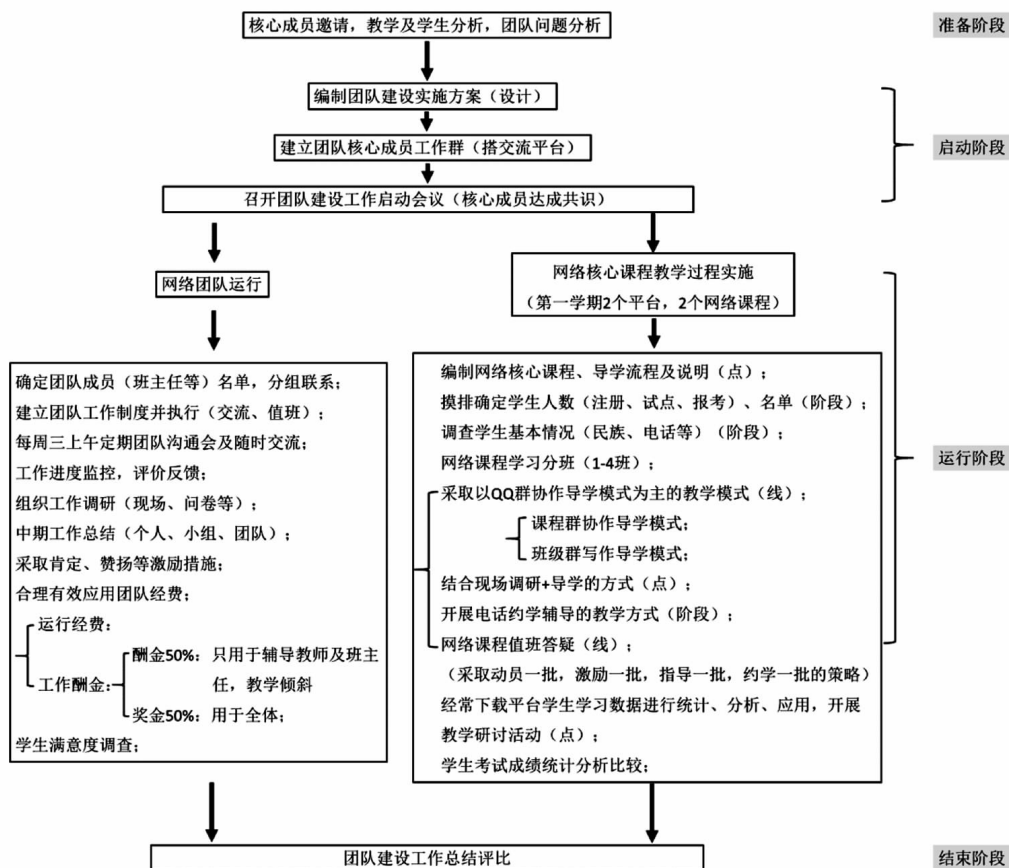 核心成员邀请，教学及学生分析，团队问题分析
准备阶段
编制团队建设实施方案（设计）
建立团队核心成员工作群（搭交流平台）
启动阶段
召开团队建设工作启动会议（核心成员达成共识）
网络团队运行
网络核心课程教学过程实施
（第一学期2个平台，2个网络课程）
确定团队成员（班主任等）名单，分组联系；
建立团队工作制度并执行（交流、值班）；
每周三上午定期团队沟通会及随时交流；
工作进度监控，评价反馈；
组织工作调研（现场、问卷等）；
中期工作总结（个人、小组、团队）；
采取肯定、赞扬等激励措施；
合理有效应用团队经费；
运行经费：
工作酬金：
酬金50%：只用于辅导教师及班主
任，教学倾斜
奖金50%：用于全体；
学生满意度调查；
编制网络核心课程、导学流程及说明（点）；
摸排确定学生人数（注册、试点、报考）、名单（阶段）；
调查学生基本情况（民族、电话等）（阶段）；
网络课程学习分班（1-4班）；
采取以QQ群协作导学模式为主的教学模式（线）；
课程群协作导学模式；
班级群写作导学模式；
结合现场调研+导学的方式（点）；
开展电话约学辅导的教学方式（阶段）；
网络课程值班答疑（线）；
（采取动员一批，激励一批，指导一批，约学一批的策略）
经常下载平台学生学习数据进行统计、分析、应用，开展
教学研讨活动（点）；
学生考试成绩统计分析比较；
运行阶段
团队建设工作总结评比
结束阶段